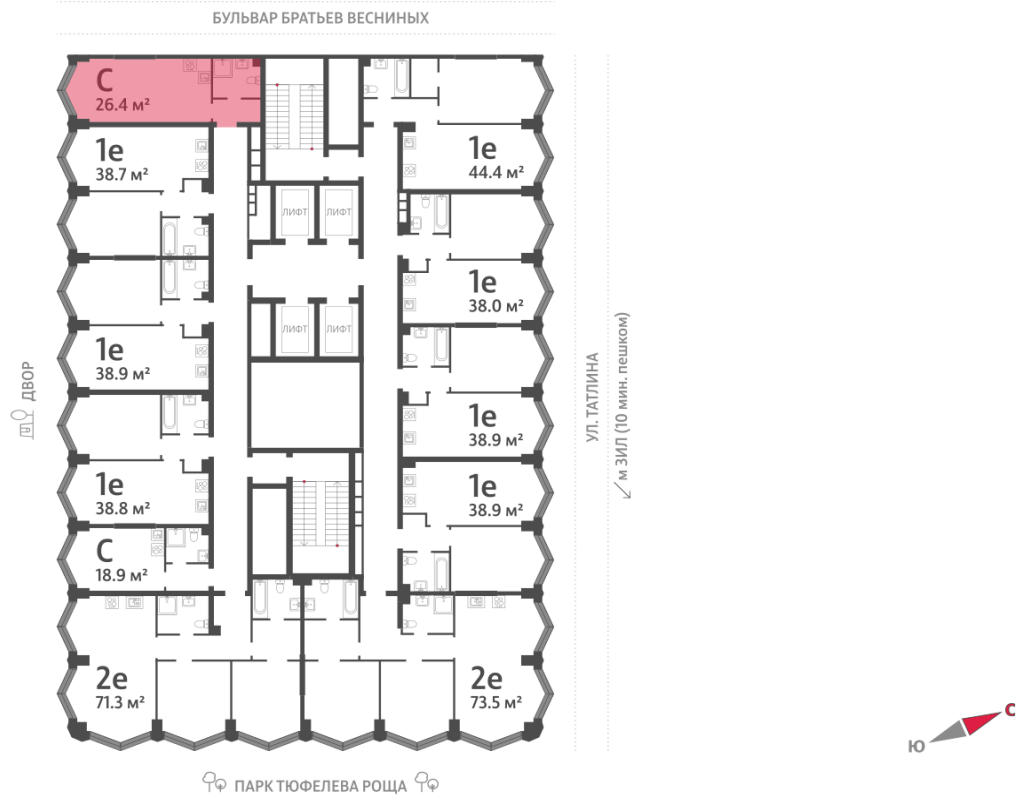 БУЛЬВАР БРАТЬЕВ ВЕСНИНЫХ
С
26.4 м²
1е
38.7 м²
1е
44.4 м²
ЛИФТ
ЛИФТ
1е
38.0 м²
ЛИФТ
ЛИФТ
1е
38.9 м²
ДВОР
УЛ. ТАТЛИНА
м ЗИЛ (10 мин. пешком)
1е
38.9 м²
1е
38.8 м²
1е
38.9 м²
С
18.9 м²
2е
71.3 м²
2е
73.5 м²
С
Ю
ПАРК ТЮФЕЛЕВА РОЩА